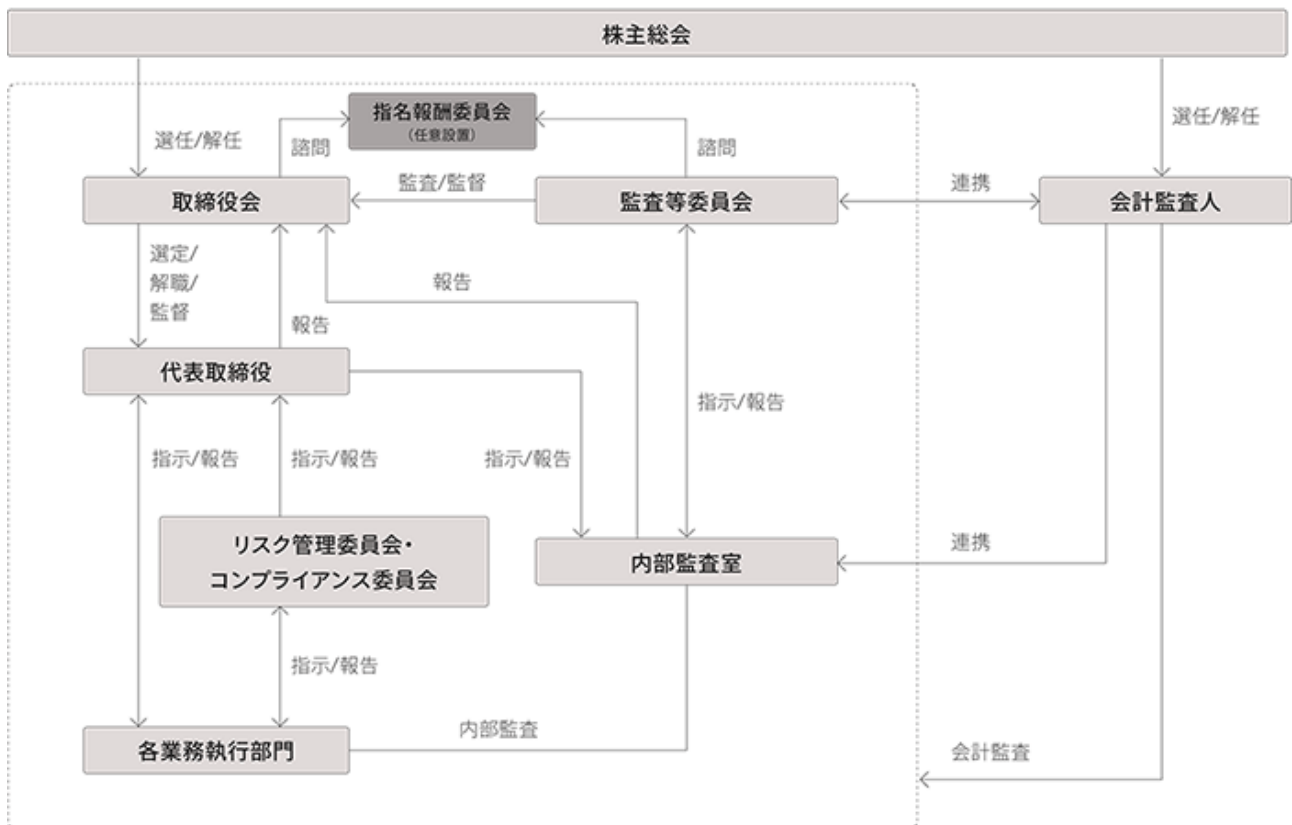 株主総会
指名報酬委員会
（任意設置）
選任/解任
選任/解任
諮問
諮問
取締役会
監査/監督
監査等委員会
連携
会計監査人
選定/
解職/
監督
報告
報告
代表取締役
指示/報告
指示/報告
指示/報告
指示/報告
リスク管理委員会・
コンプライアンス委員会
内部監査室
連携
指示/報告
各業務執行部門
内部監査
会計監査